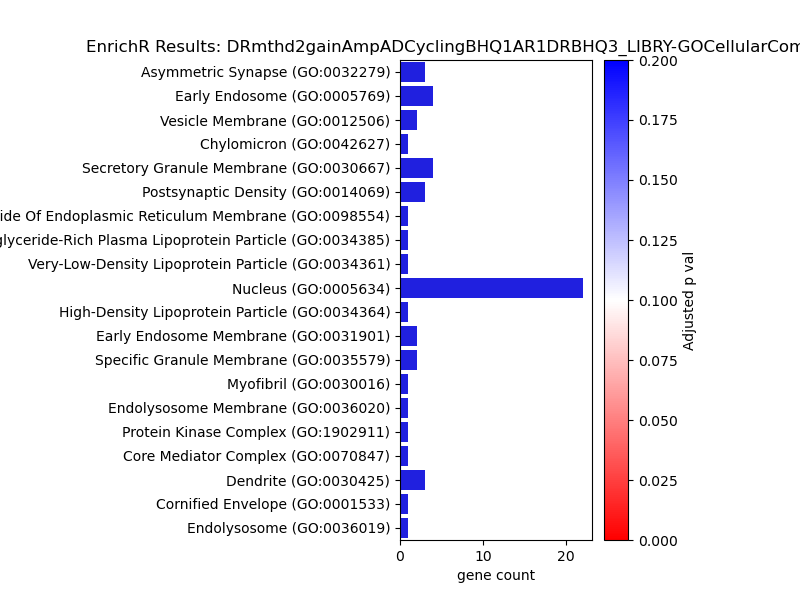 EnrichR Results: DRmthd2gainAmpADCyclingBHQ1AR1DRBHQ3_LIBRY-GOCellularCom
Asymmetric Synapse (GO:0032279)
Early Endosome (GO:0005769)
Vesicle Membrane (GO:0012506)
Chylomicron (GO:0042627)
Secretory Granule Membrane (GO:0030667)
Postsynaptic Density (GO:0014069)
ide Of Endoplasmic Reticulum Membrane (GO:0098554)
glyceride-Rich Plasma Lipoprotein Particle (GO:0034385)
Very-Low-Density Lipoprotein Particle (GO:0034361)
Nucleus (GO:0005634)
High-Density Lipoprotein Particle (GO:0034364)
Early Endosome Membrane (GO:0031901)
Specific Granule Membrane (GO:0035579)
Myofibril (GO:0030016)
Endolysosome Membrane (GO:0036020)
Protein Kinase Complex (GO:1902911)
Core Mediator Complex (GO:0070847)
Dendrite (GO:0030425)
Cornified Envelope (GO:0001533)
Endolysosome (GO:0036019)
0 10 20
gene count
0.200
0.175
0.150
0.125
0.100
0.075
0.050
0.025
0.000
Adjusted p val